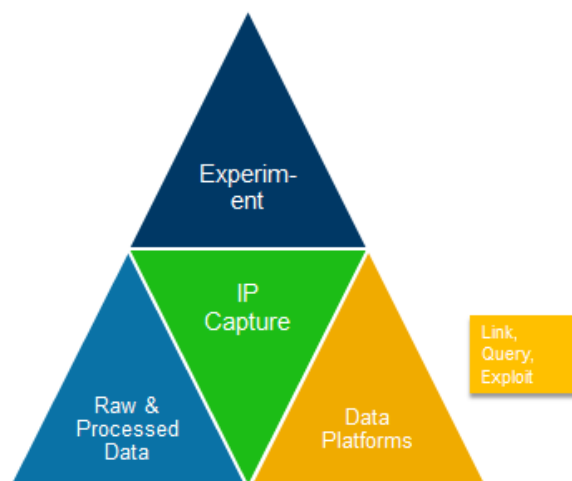 Experim-
ent
IP
Capture
Link,
Query,
Exploit
Raw &
Processed
Data
Data
Platforms